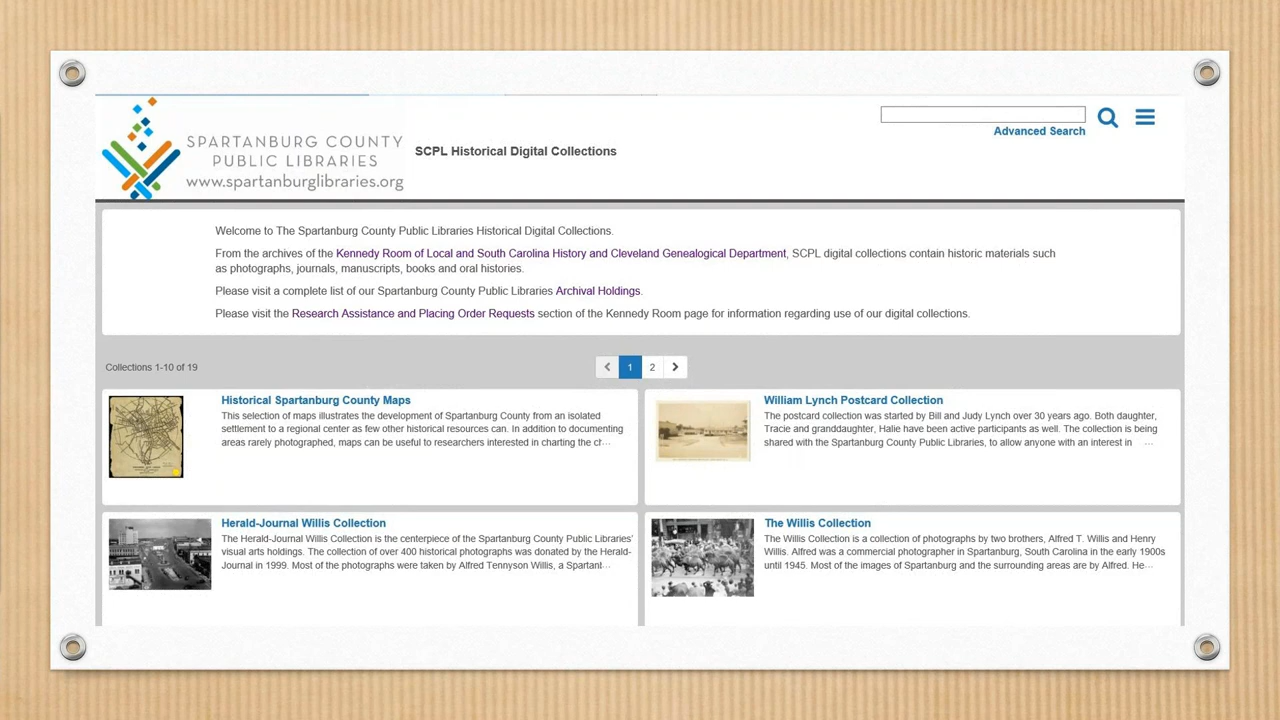 SPARTANBURG COUNTY
PUBLIC LIBRARIES
www.spartanburglibraries.org
SCPL Historical Digital Collections
Advanced Search
Welcome to The Spartanburg County Public Libraries Historical Digital Collections.
From the archives of the Kennedy Room of Local and South Carolina History and Cleveland Genealogical Department, SCPL digital collections contain historic materials such
as photographs, journals, manuscripts, books and oral histories.
Please visit a complete list of our Spartanburg County Public Libraries Archival Holdings.
Please visit the Research Assistance and Placing Order Requests section of the Kennedy Room page for information regarding use of our digital collections.
Collections 1-10 of 19
1 2
Historical Spartanburg County Maps
This selection of maps illustrates the development of Spartanburg County from an isolated
settlement to a regional center as few other historical resources can. In addition to documenting
areas rarely photographed, maps can be useful to researchers interested in charting the ch...
William Lynch Postcard Collection
The postcard collection was started by Bill and Judy Lynch over 30 years ago. Both daughter,
Tracie and granddaughter, Halie have been active participants as well. The collection is being
shared with the Spartanburg County Public Libraries, to allow anyone with an interest in ...
Herald-Journal Willis Collection
The Herald-Journal Willis Collection is the centerpiece of the Spartanburg County Public Libraries'
visual arts holdings. The collection of over 400 historical photographs was donated by the Herald-
Journal in 1999. Most of the photographs were taken by Alfred Tennyson Willis, a Spartant...
The Willis Collection
The Willis Collection is a collection of photographs by two brothers, Alfred T. Willis and Henry
Willis. Alfred was a commercial photographer in Spartanburg, South Carolina in the early 1900s
until 1945. Most of the images of Spartanburg and the surrounding areas are by Alfred. He...